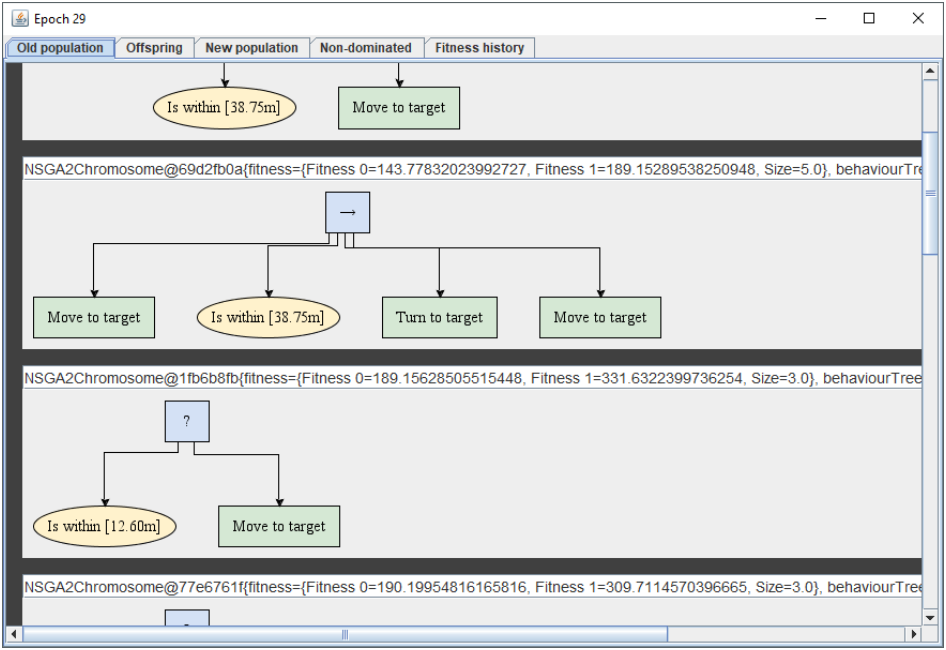 Epoch 29
Old population Offspring New population Non-dominated Fitness history
Is within [38.75m] Move to target
NSGA2Chromosome@69d2fb0a{fitness={Fitness 0=143.77832023992727, Fitness 1=189.15289538250948, Size=5.0}, behaviourTre
→
Move to target Is within [38.75m] Turn to target Move to target
NSGA2Chromosome@1fb6b8fb{fitness={Fitness 0=189.15628505515448, Fitness 1=331.6322399736254, Size=3.0}, behaviourTree
?
Is within [12.60m] Move to target
NSGA2Chromosome@77e6761f{fitness={Fitness 0=190.19954816165816, Fitness 1=309.7114570396665, Size=3.0}, behaviourTree